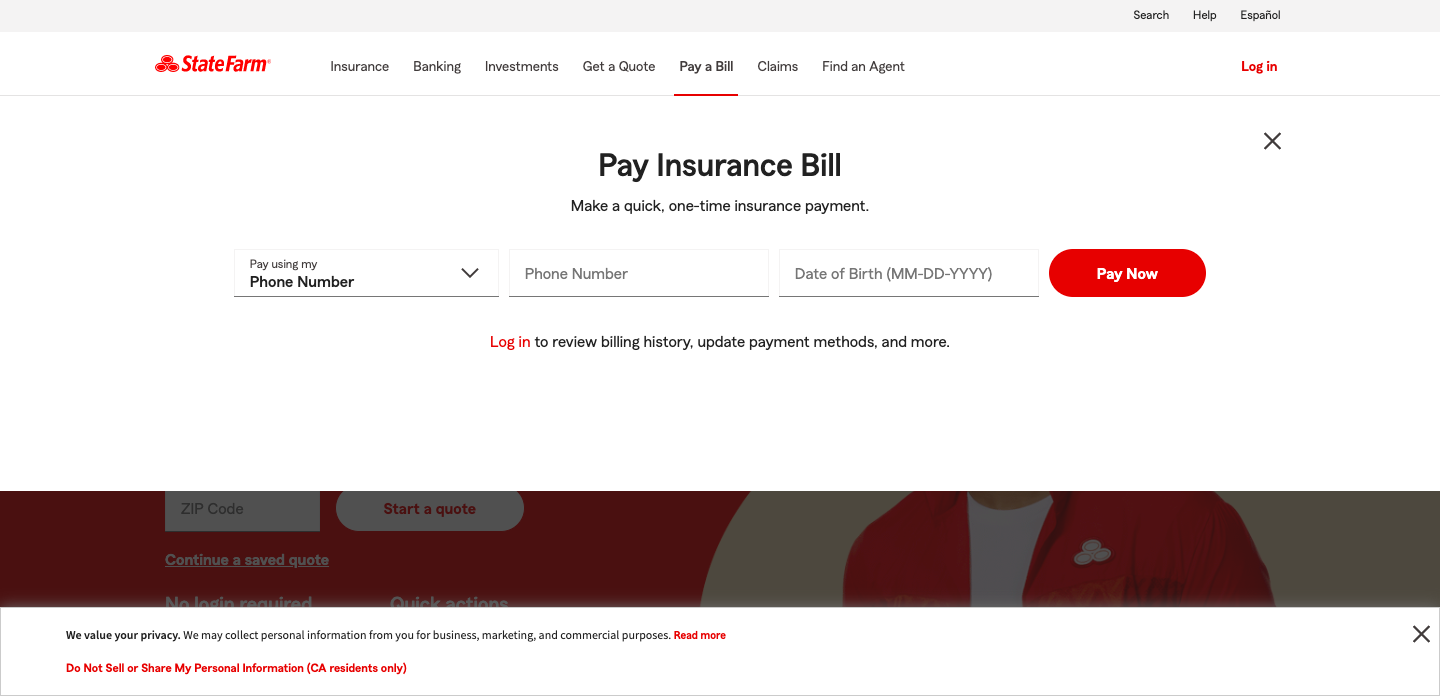 Search Help Español
State Farm®
Insurance Banking Investments Get a Quote Pay a Bill Claims Find an Agent Log in
Pay Insurance Bill
Make a quick, one-time insurance payment.
Pay using my
Phone Number
Phone Number
Date of Birth (MM-DD-YYYY)
Pay Now
Log in to review billing history, update payment methods, and more.
ZIP Code
Start a quote
Continue a saved quote
No login required
Quick actions
We value your privacy. We may collect personal information from you for business, marketing, and commercial purposes. Read more
Do Not Sell or Share My Personal Information (CA residents only)